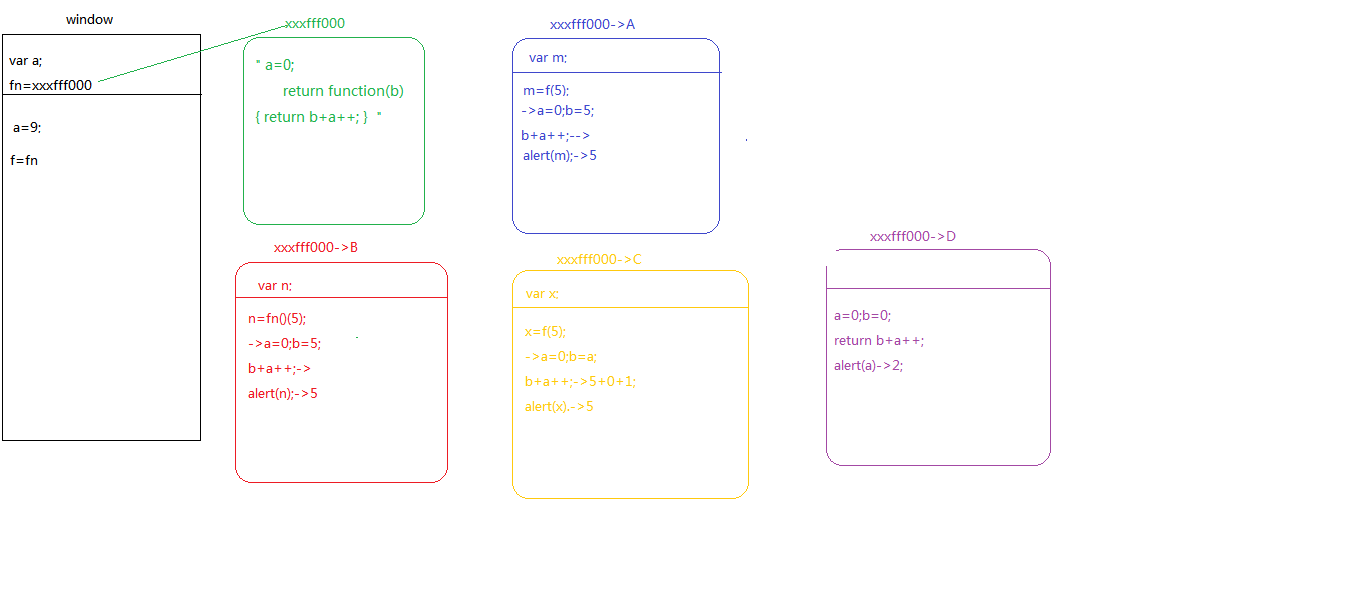 window
var a;
fn=xxxfff000
a=9;
f=fn
xxxfff000
" a=0;
return function(b)
{ return b+a++; } "
xxxfff000->A
var m;
m=f(5);
->a=0;b=5;
b+a++;-->
alert(m);->5
xxxfff000->B
var n;
n=fn()(5);
->a=0;b=5;
b+a++;->
alert(n);->5
xxxfff000->C
var x;
x=f(5);
->a=0;b=a;
b+a++;->5+0+1;
alert(x).->5
xxxfff000->D
a=0;b=0;
return b+a++;
alert(a)->2;